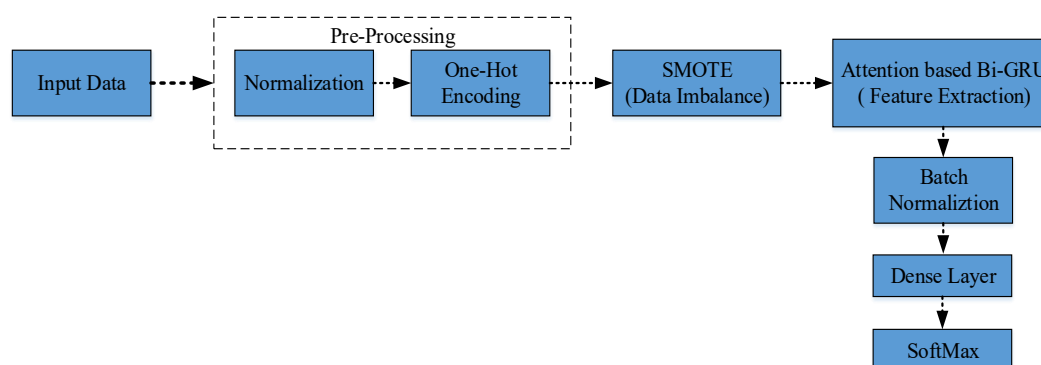 Pre-Processing
Input Data
Normalization
One-Hot
Encoding
SMOTE
(Data Imbalance)
Attention based Bi-GRU
( Feature Extraction)
Batch
Normaliztion
Dense Layer
SoftMax